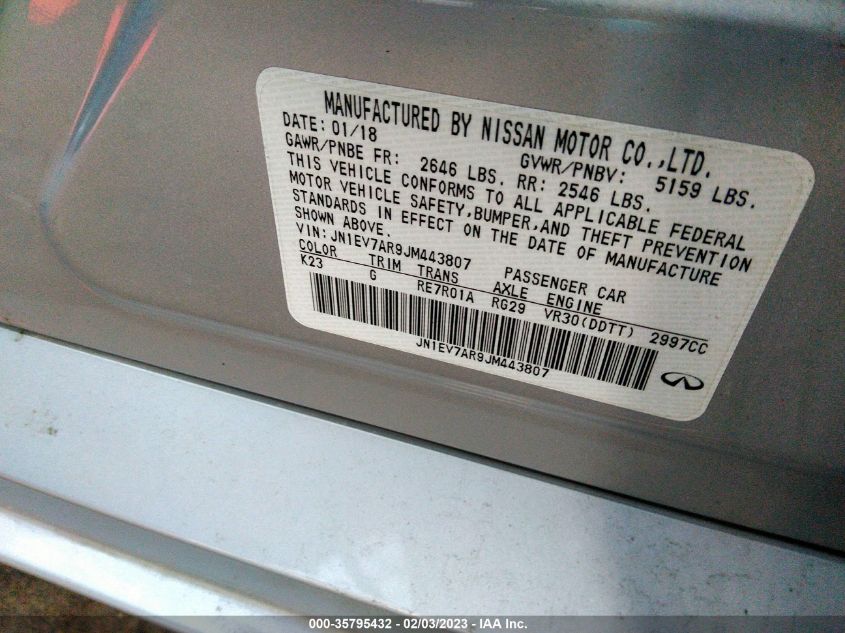 MANUFACTURED BY NISSAN MOTOR CO.,LTD.
DATE: 01/18 GVWR/PNBV: 5159 LBS.
GAWR/PNBE FR: 2646 LBS. RR: 2546 LBS.
THIS VEHICLE CONFORMS TO ALL APPLICABLE FEDERAL
MOTOR VEHICLE SAFETY,BUMPER,AND THEFT PREVENTION
STANDARDS IN EFFECT ON THE DATE OF MANUFACTURE
SHOWN ABOVE.
VIN:JN1EV7AR9JM443807 PASSENGER CAR
COLOR TRIM TRANS AXLE ENGINE
K23 G RE7R01A RG29 VR30(DDTT) 2997CC
JN1EV7AR9JM443807
000-35795432 - 02/03/2023 - IAA Inc.